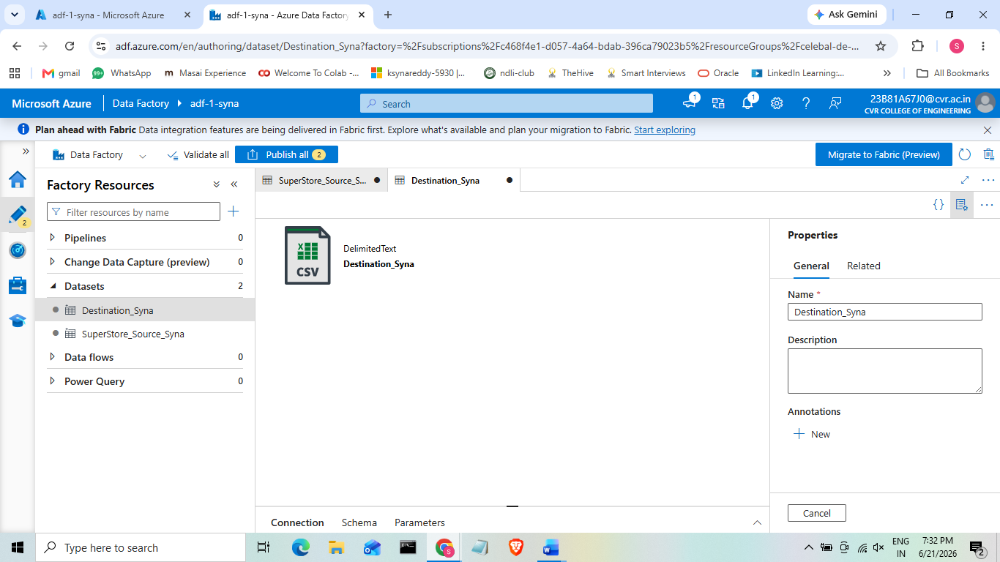 adf-1-syna - Microsoft Azure
adf-1-syna - Azure Data Factory
Ask Gemini
adf.azure.com/en/authoring/dataset/Destination_Syna?factory=%2Fsubscriptions%2Fc468f4e1-d057-4a64-bdab-396ca79023b5%2FresourceGroups%2Fcelebal-de-...
S
gmail
99+
WhatsApp
m
Masai Experience
Welcome To Colab -...
ksynareddy-5930 |...
ndli-club
TheHive
Smart Interviews
Oracle
LinkedIn Learning:...
All Bookmarks
Microsoft Azure
Data Factory
adf-1-syna
Search
1
1
23B81A67J0@cvr.ac.in
CVR COLLEGE OF ENGINEERING
Plan ahead with Fabric Data integration features are being delivered in Fabric first. Explore what's available and plan your migration to Fabric. Start exploring
Data Factory
Validate all
Publish all 2
Migrate to Fabric (Preview)
2
Factory Resources
Filter resources by name
Pipelines 0
Change Data Capture (preview) 0
Datasets 2
Destination_Syna
SuperStore_Source_Syna
Data flows 0
Power Query 0
SuperStore_Source_S...
Destination_Syna
CSV
DelimitedText
Destination_Syna
Connection
Schema
Parameters
Properties
General
Related
Name *
Destination_Syna
Description
Annotations
New
Cancel
Type here to search
S
ENG
IN
7:32 PM
6/21/2026
2